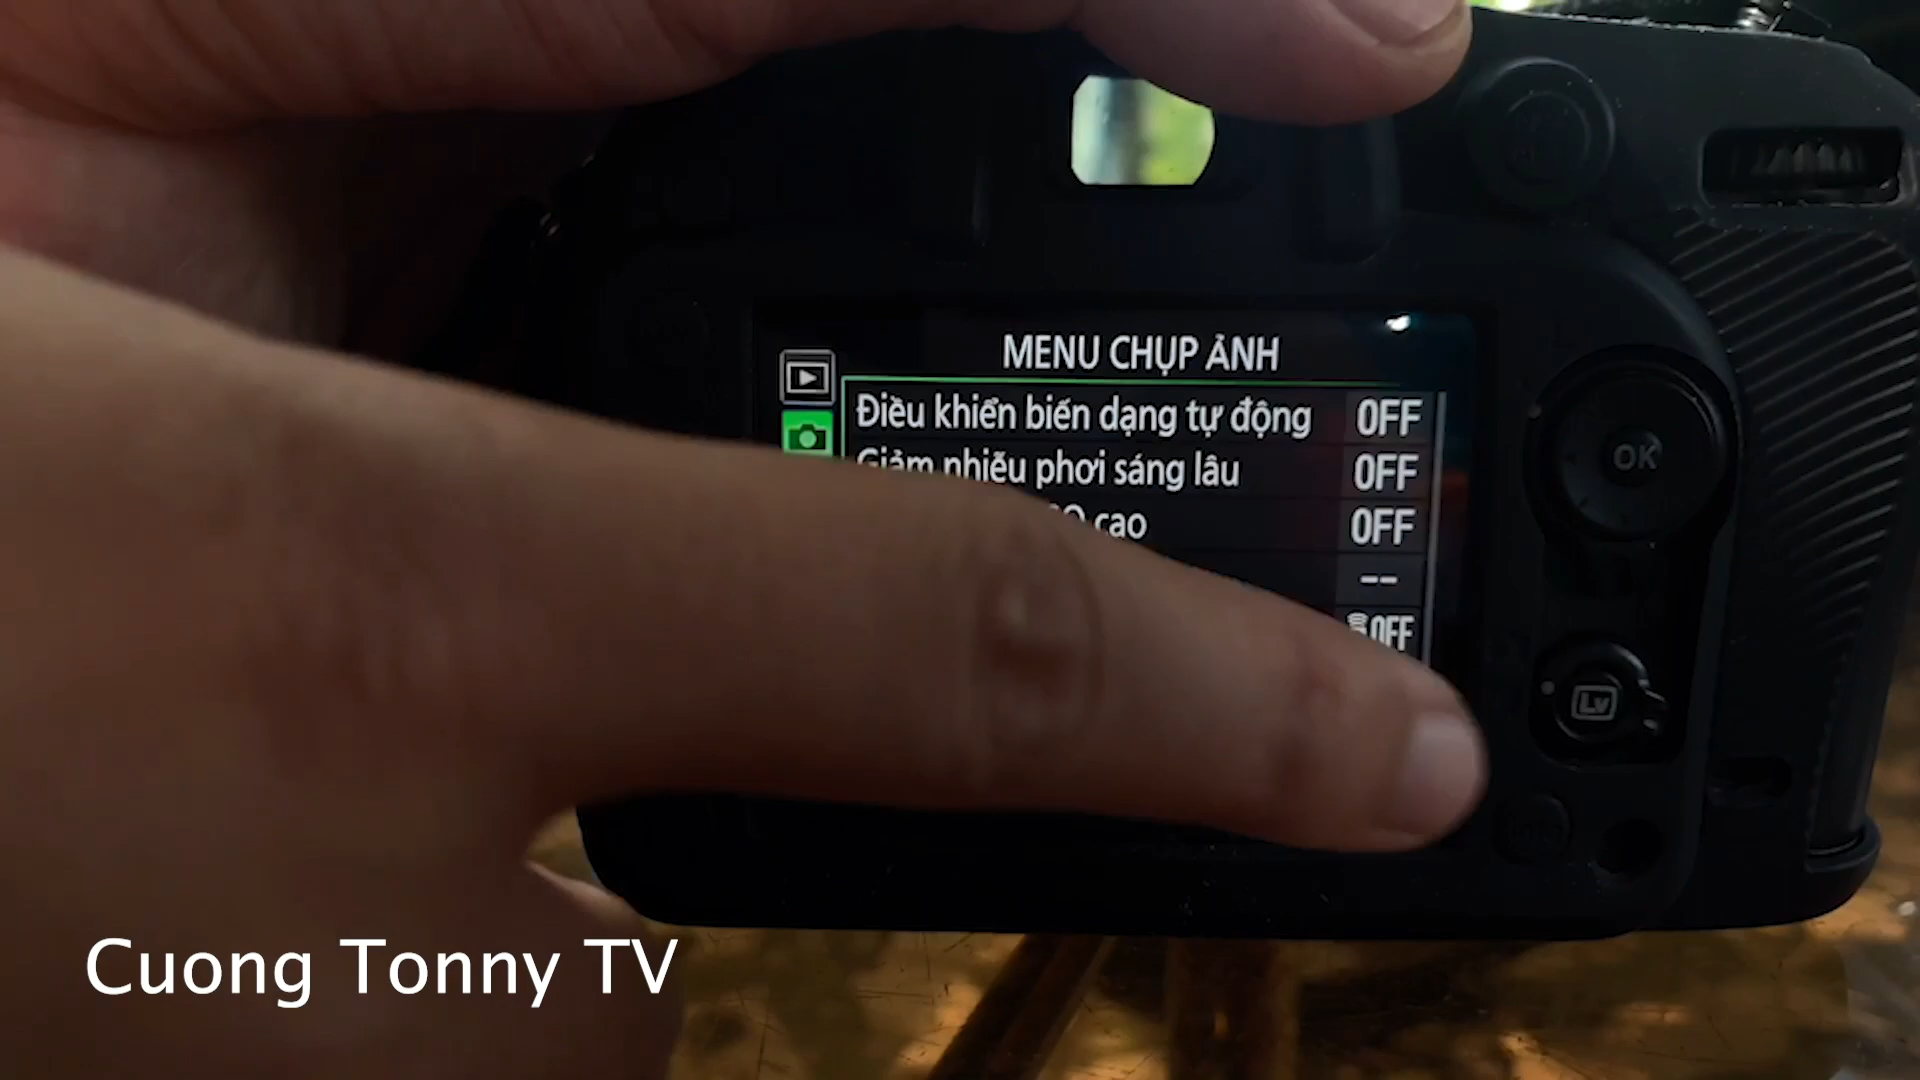 MENU CHỤP ẢNH
Điều khiển biến dạng tự động OFF
Giảm nhiễu phơi sáng lâu OFF
cao OFF
--
OFF
OK
Lv
Cuong Tonny TV